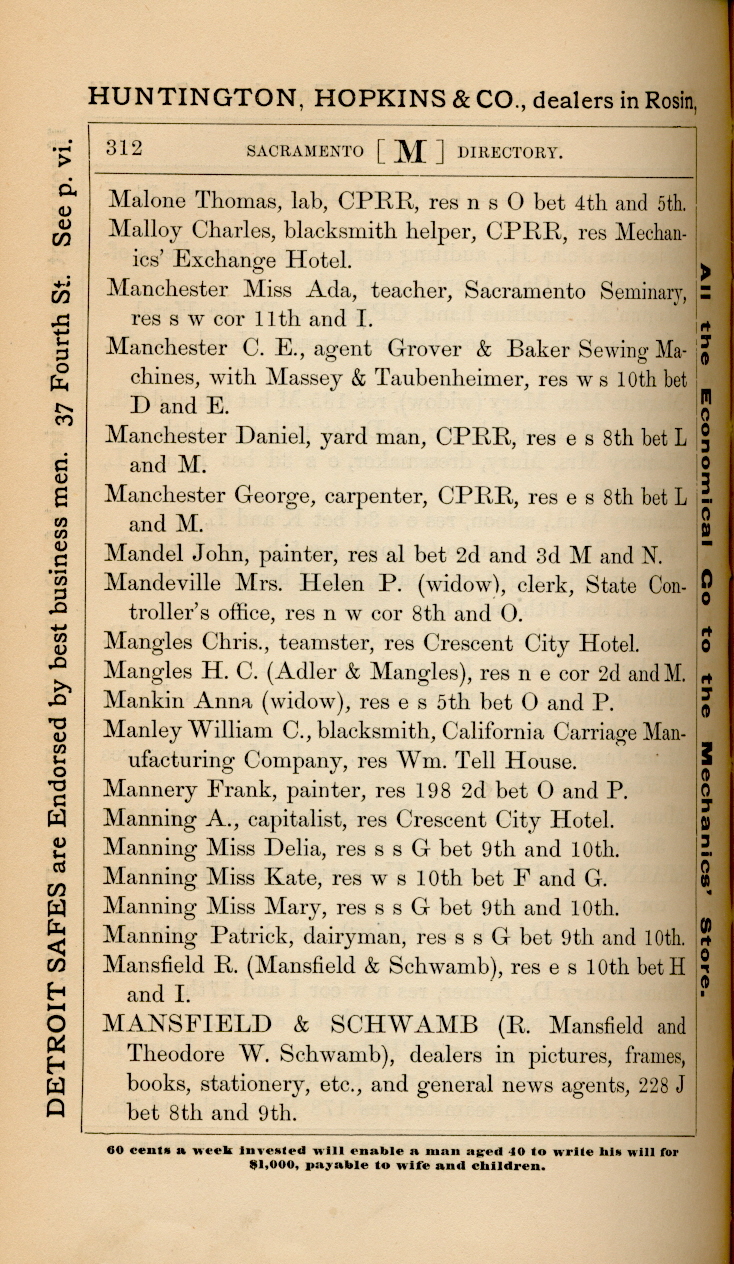 HUNTINGTON, HOPKINS & CO., dealers in Rosin,
312 SACRAMENTO [ M ] DIRECTORY.
Malone Thomas, lab, CPRR, res n s O bet 4th and 5th.
Malloy Charles, blacksmith helper, CPRR, res Mechan-
ics' Exchange Hotel.
Manchester Miss Ada, teacher, Sacramento Seminary,
res s w cor 11th and I.
Manchester C. E., agent Grover & Baker Sewing Ma-
chines, with Massey & Taubenheimer, res w s 10th bet
D and E.
Manchester Daniel, yard man, CPRR, res e s 8th bet L
and M.
Manchester George, carpenter, CPRR, res e s 8th bet L
and M.
Mandel John, painter, res al bet 2d and 3d M and N.
Mandeville Mrs. Helen P. (widow), clerk, State Con-
troller's office, res n w cor 8th and O.
Mangles Chris., teamster, res Crescent City Hotel.
Mangles H. C. (Adler & Mangles), res n e cor 2d and M.
Mankin Anna (widow), res e s 5th bet O and P.
Manley William C., blacksmith, California Carriage Man-
ufacturing Company, res Wm. Tell House.
Mannery Frank, painter, res 198 2d bet O and P.
Manning A., capitalist, res Crescent City Hotel.
Manning Miss Delia, res s s G bet 9th and 10th.
Manning Miss Kate, res w s 10th bet F and G.
Manning Miss Mary, res s s G bet 9th and 10th.
Manning Patrick, dairyman, res s s G bet 9th and 10th.
Mansfield R. (Mansfield & Schwamb), res e s 10th bet H
and I.
MANSFIELD & SCHWAMB (R. Mansfield and
Theodore W. Schwamb), dealers in pictures, frames,
books, stationery, etc., and general news agents, 228 J
bet 8th and 9th.
60 cents a week invested will enable a man aged 40 to write his will for
$1,000, payable to wife and children.
DETROIT SAFES are Endorsed by best business men. 37 Fourth St. See p. vi.
All the Economical Go to the Mechanics' Store.